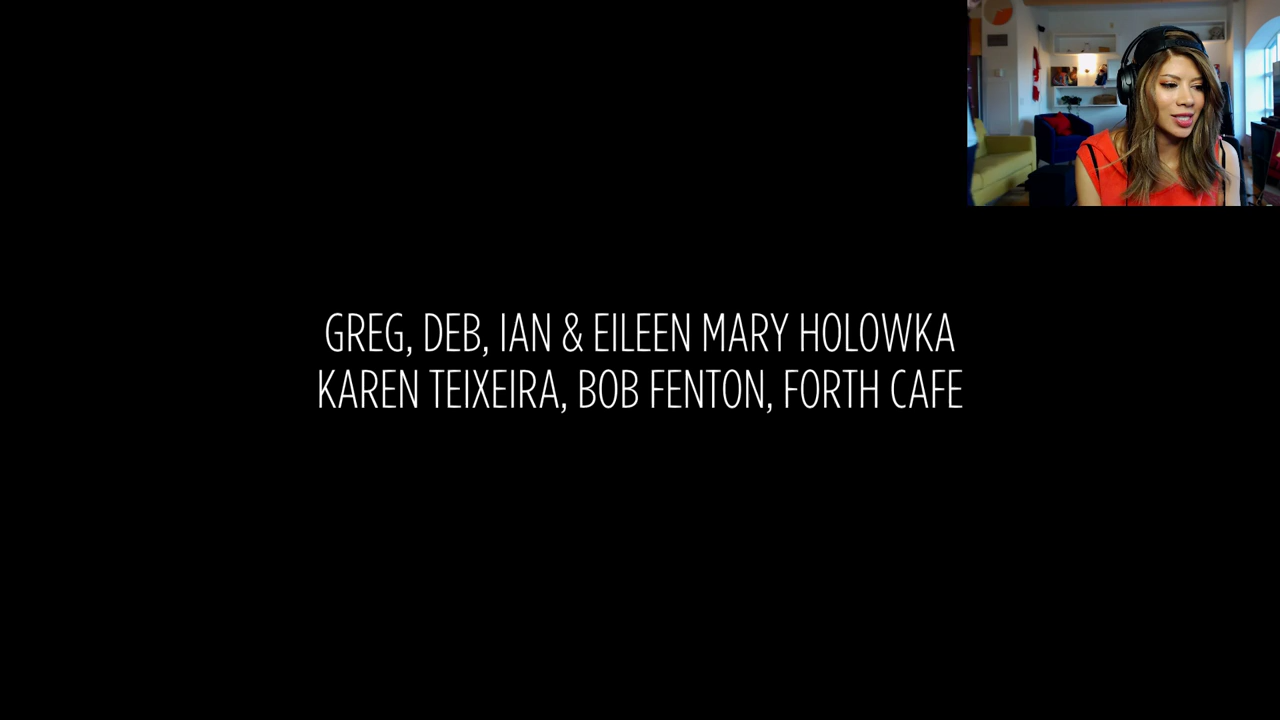 GREG, DEB, IAN & EILEEN MARY HOLOWKA
KAREN TEIXEIRA, BOB FENTON, FORTH CAFE